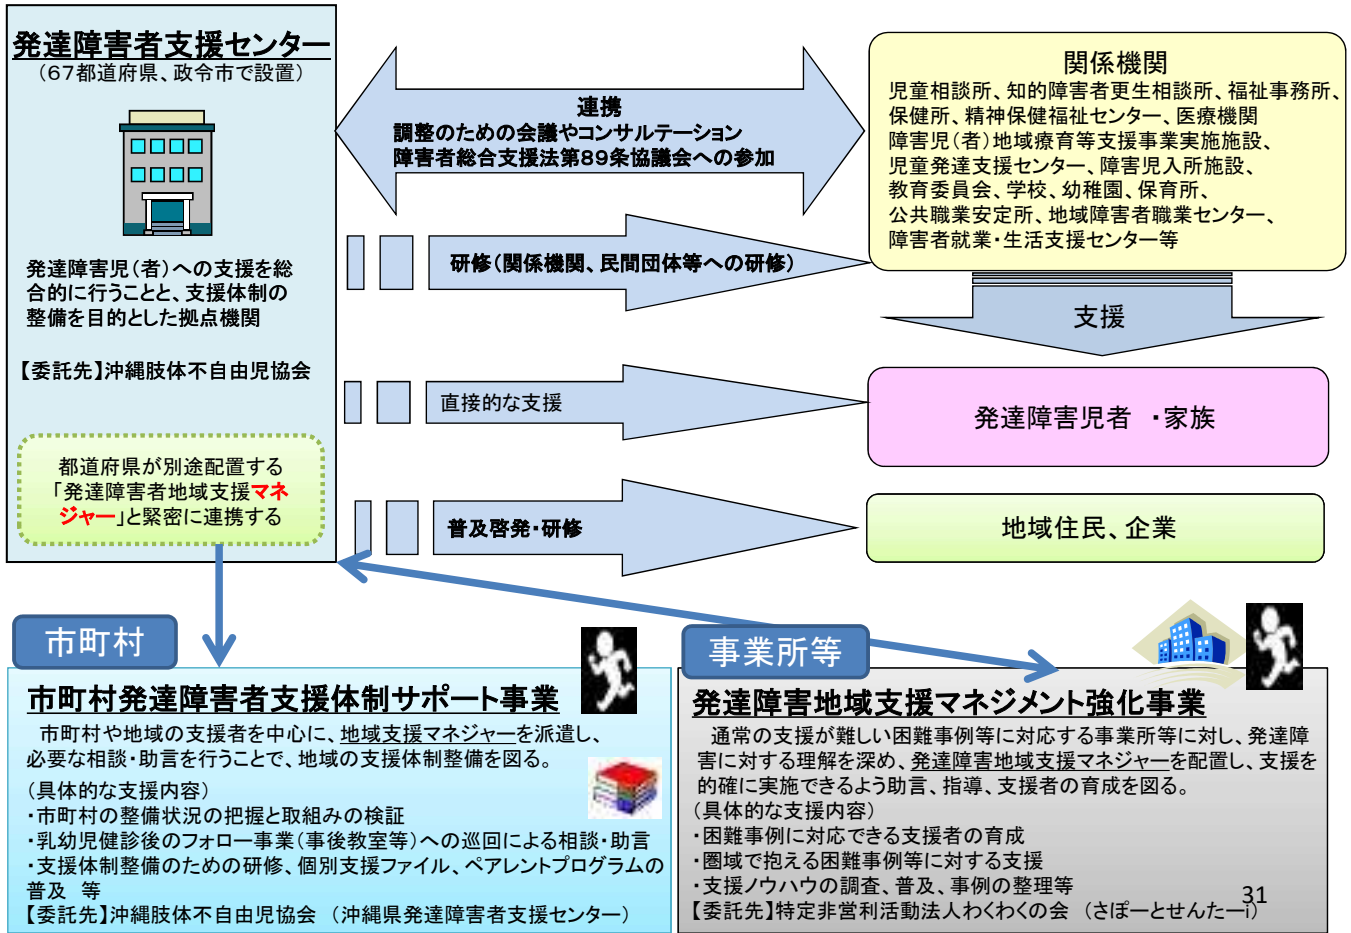 発達障害者支援センター
（６７都道府県、政令市で設置）
発達障害児（者）への支援を総
合的に行うことと、支援体制の
整備を目的とした拠点機関
【委託先】沖縄肢体不自由児協会
都道府県が別途配置する
「発達障害者地域支援マネ
ジャー」と緊密に連携する
連携
調整のための会議やコンサルテーション
障害者総合支援法第８９条協議会への参加
研修（関係機関、民間団体等への研修）
直接的な支援
普及啓発・研修
関係機関
児童相談所、知的障害者更生相談所、福祉事務所、
保健所、精神保健福祉センター、医療機関
障害児（者）地域療育等支援事業実施施設、
児童発達支援センター、障害児入所施設、
教育委員会、学校、幼稚園、保育所、
公共職業安定所、地域障害者職業センター、
障害者就業・生活支援センター等
支援
発達障害児者　・家族
地域住民、企業
市町村
市町村発達障害者支援体制サポート事業
市町村や地域の支援者を中心に、地域支援マネジャーを派遣し、
必要な相談・助言を行うことで、地域の支援体制整備を図る。
（具体的な支援内容）
・市町村の整備状況の把握と取組みの検証
・乳幼児健診後のフォロー事業（事後教室等）への巡回による相談・助言
・支援体制整備のための研修、個別支援ファイル、ペアレントプログラムの
普及　等
【委託先】沖縄肢体不自由児協会　（沖縄県発達障害者支援センター）
事業所等
発達障害地域支援マネジメント強化事業
通常の支援が難しい困難事例等に対応する事業所等に対し、発達障
害に対する理解を深め、発達障害地域支援マネジャーを配置し、支援を
的確に実施できるよう助言、指導、支援者の育成を図る。
（具体的な支援内容）
・困難事例に対応できる支援者の育成
・圏域で抱える困難事例等に対する支援
・支援ノウハウの調査、普及、事例の整理等
【委託先】特定非営利活動法人わくわくの会　（さぽーとせんたーi）
31